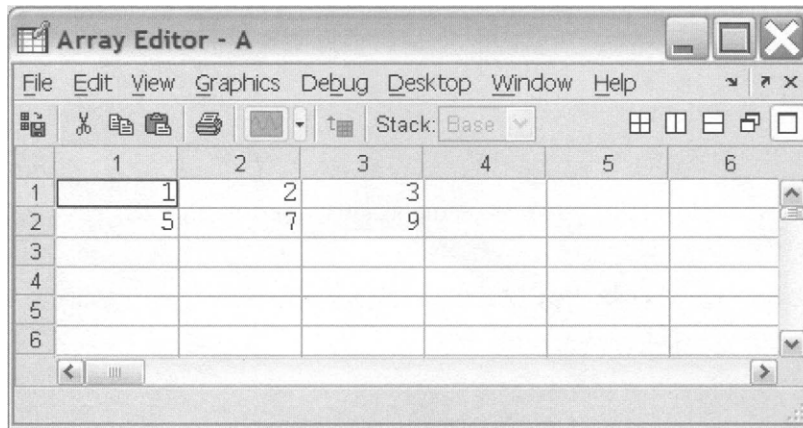 Array Editor - A
File Edit View Graphics Debug Desktop Window Help
Stack: Base
1 2 3 4 5 6
1 1 2 3
2 5 7 9
3
4
5
6